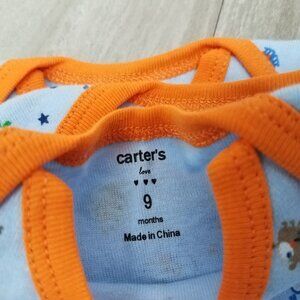 carter's
love
♥ ♥ ♥
9
months
Made in China